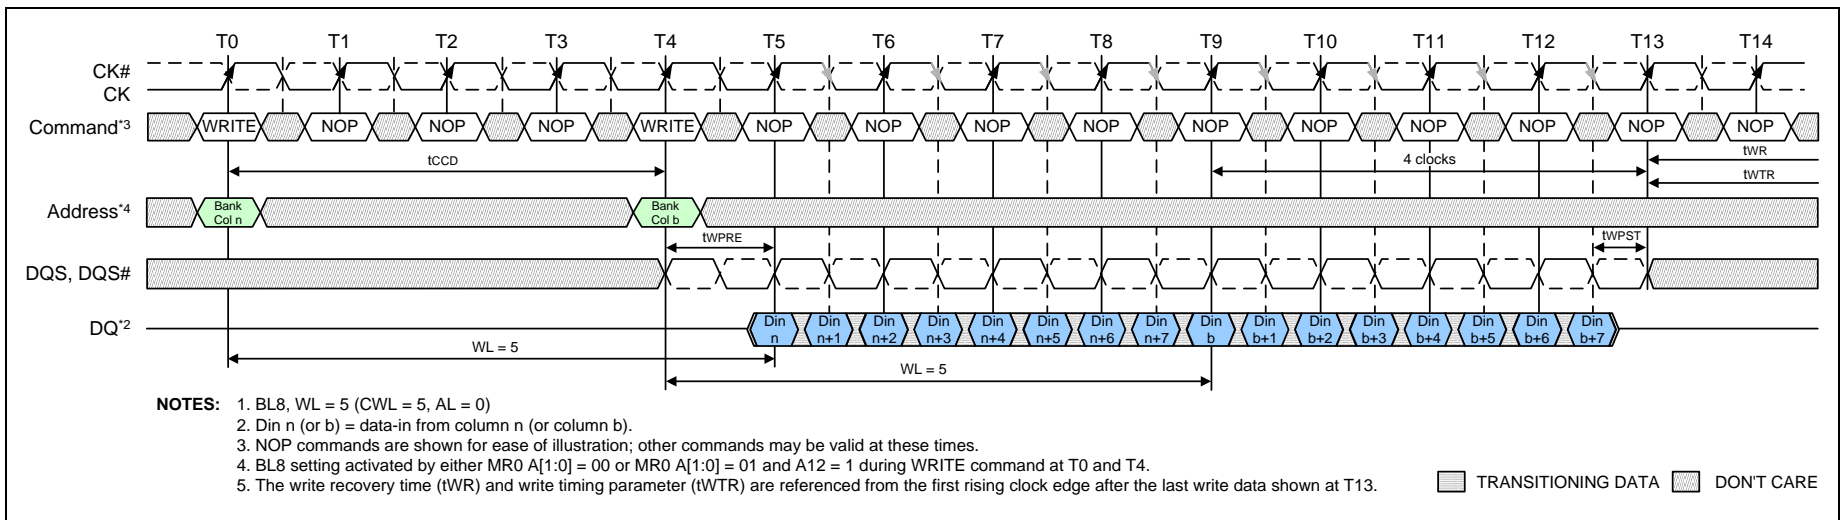 T0 T1 T2 T3 T4 T5 T6 T7 T8 T9 T10 T11 T12 T13 T14
CK#
CK
Command*3 WRITE NOP NOP NOP WRITE NOP NOP NOP NOP NOP NOP NOP NOP NOP NOP
tCCD 4 clocks tWR
tWTR
Address*4 Bank Col n Bank Col b
tWPRE tWPST
DQS, DQS#
DQ*2 Din n Din n+1 Din n+2 Din n+3 Din n+4 Din n+5 Din n+6 Din n+7 Din b Din b+1 Din b+2 Din b+3 Din b+4 Din b+5 Din b+6 Din b+7
WL = 5
WL = 5
NOTES: 1. BL8, WL = 5 (CWL = 5, AL = 0)
2. Din n (or b) = data-in from column n (or column b).
3. NOP commands are shown for ease of illustration; other commands may be valid at these times.
4. BL8 setting activated by either MR0 A[1:0] = 00 or MR0 A[1:0] = 01 and A12 = 1 during WRITE command at T0 and T4.
5. The write recovery time (tWR) and write timing parameter (tWTR) are referenced from the first rising clock edge after the last write data shown at T13.
TRANSITIONING DATA DON'T CARE